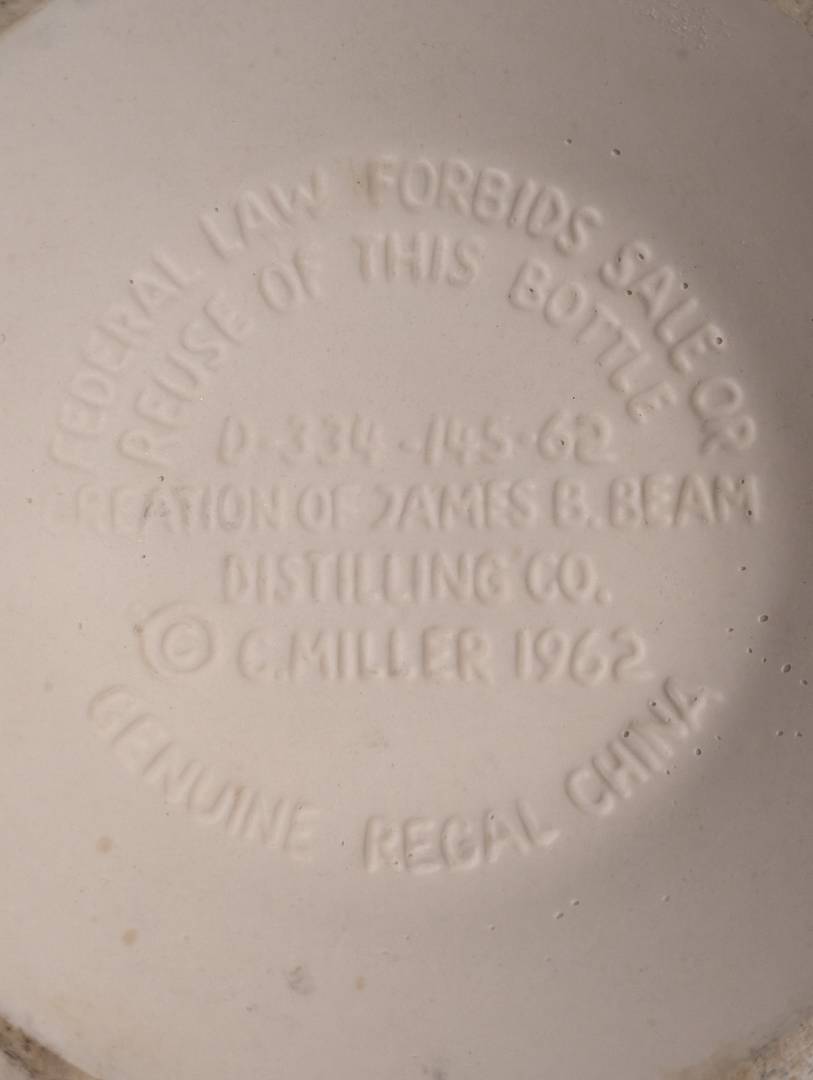 FEDERAL LAW FORBIDS SALE OR
REUSE OF THIS BOTTLE
D-334-145-62
CREATION OF JAMES B. BEAM
DISTILLING CO.
© C. MILLER 1962
GENUINE REGAL CHINA